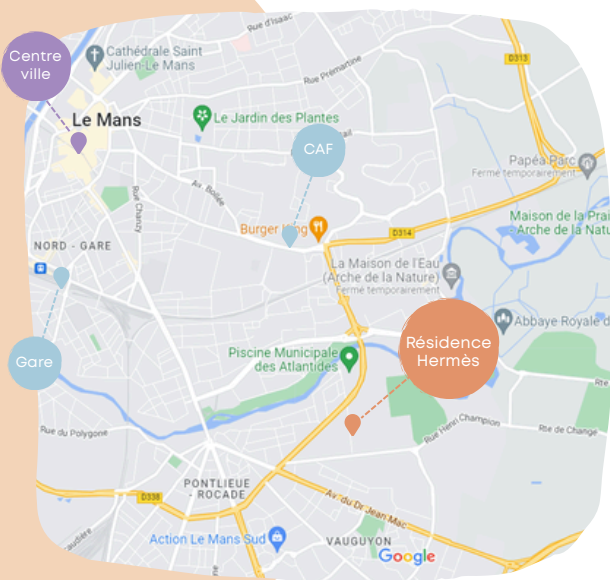 Rue d'Isaac
Centre
ville
Cathédrale Saint
Julien-Le Mans
D313
Rue Prémartine
Le Mans
Le Jardin des Plantes
CAF
Papéa Parc
Ferme temporairement
Av. Bollée
Rue Chanzy
Maison de la Prai
Arche de la Natu
Burger King
D314
NORD - GARE
La Maison de l'Eau
(Arche de la Nature)
Fermé temporairement
Abbaye Royale d
Résidence
Hermès
Gare
Piscine Municipale
des Atlantides
Rte
Rue du Polygone
Rue Henri Champion
Rte de Change
PONTLIEUE
- ROCADE
D338
Av. du Dr Jean Mac
Action Le Mans Sud
VAUGUYON
Google